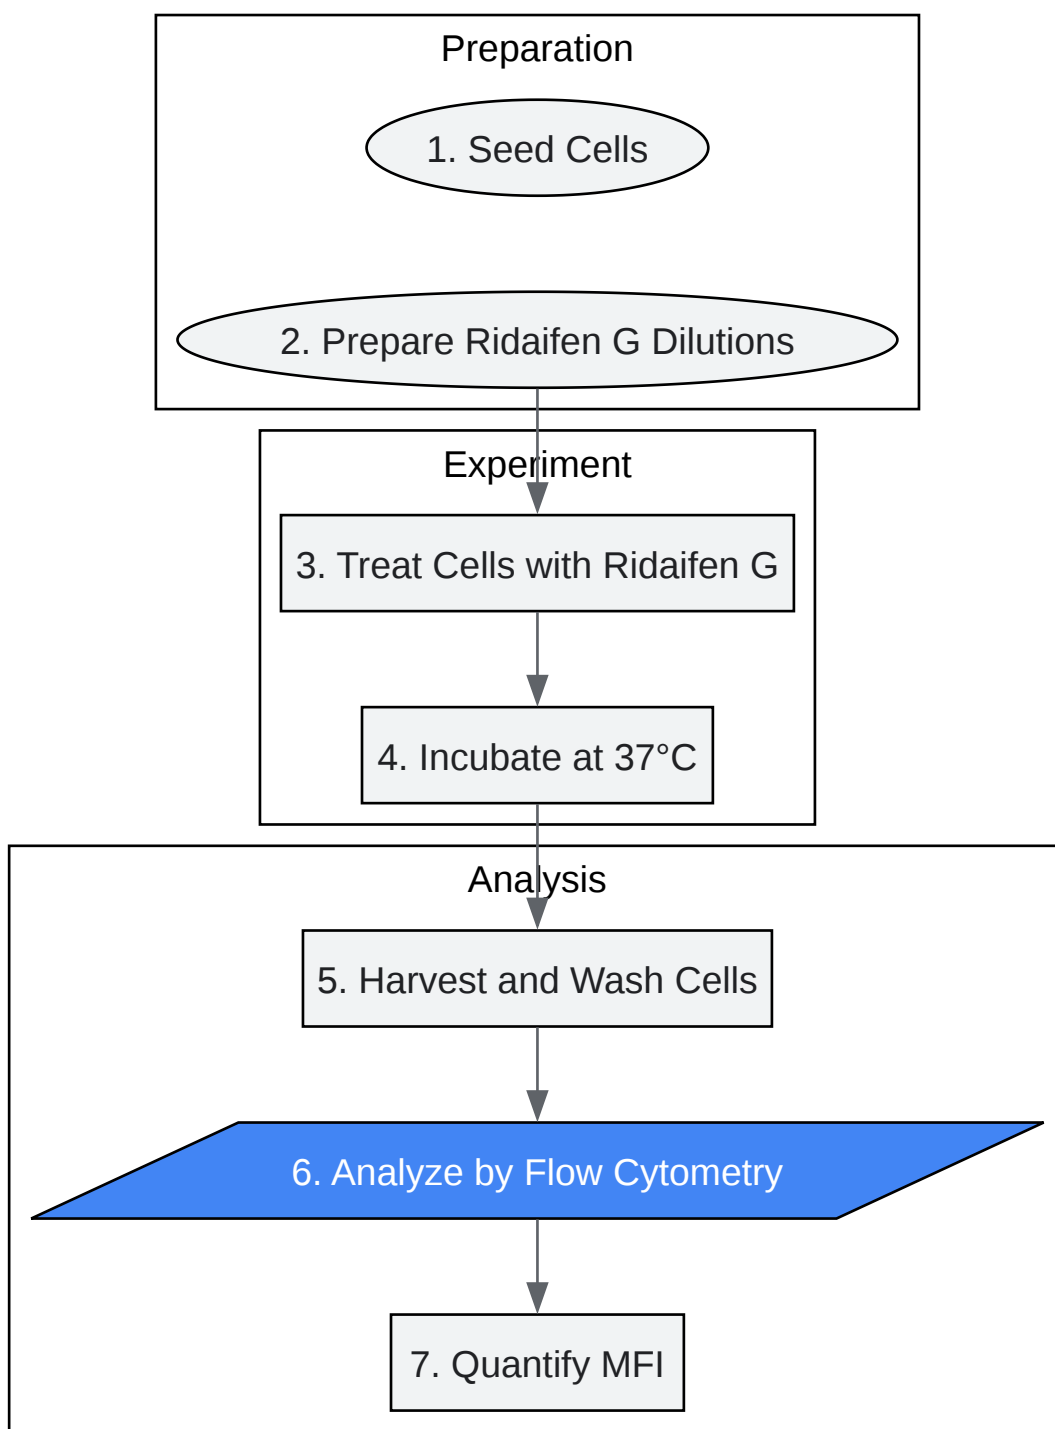 Preparation
1. Seed Cells
2. Prepare Ridaifen G Dilutions
Experiment
3. Treat Cells with Ridaifen G
4. Incubate at 37°C
Analysis
5. Harvest and Wash Cells
6. Analyze by Flow Cytometry
7. Quantify MFI